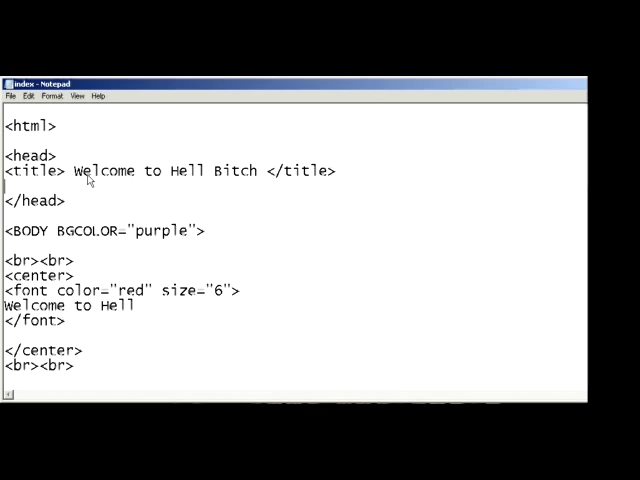 index - Notepad
File Edit Format View Help
<html>
<head>
<title> Welcome to Hell Bitch </title>
</head>
<BODY BGCOLOR="purple">
<br><br>
<center>
<font color="red" size="6">
Welcome to Hell
</font>
</center>
<br><br>